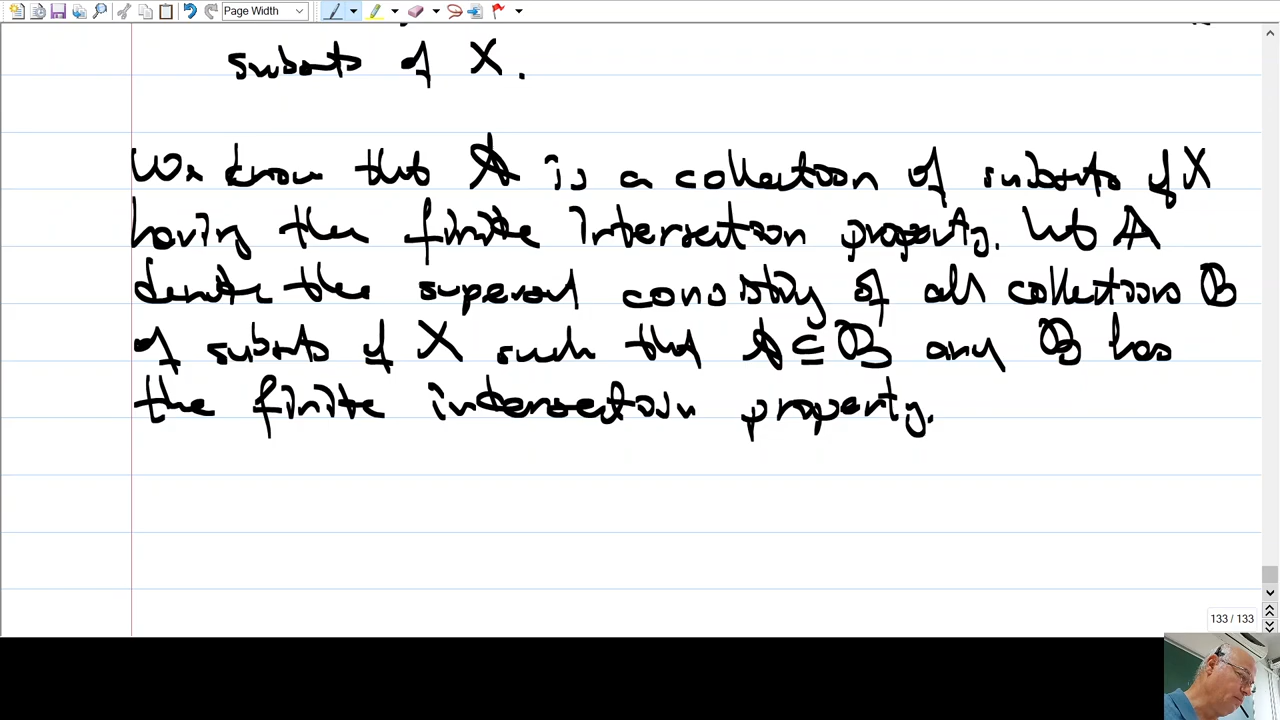 Page Width
subsets of X.
We know that 𝒜 is a collection of subsets of X
having the finite intersection property. Let 𝔸
denote the superset consisting of all collections ℬ
of subsets of X such that 𝒜 ⊆ ℬ any ℬ has
the finite intersection property.
133 / 133